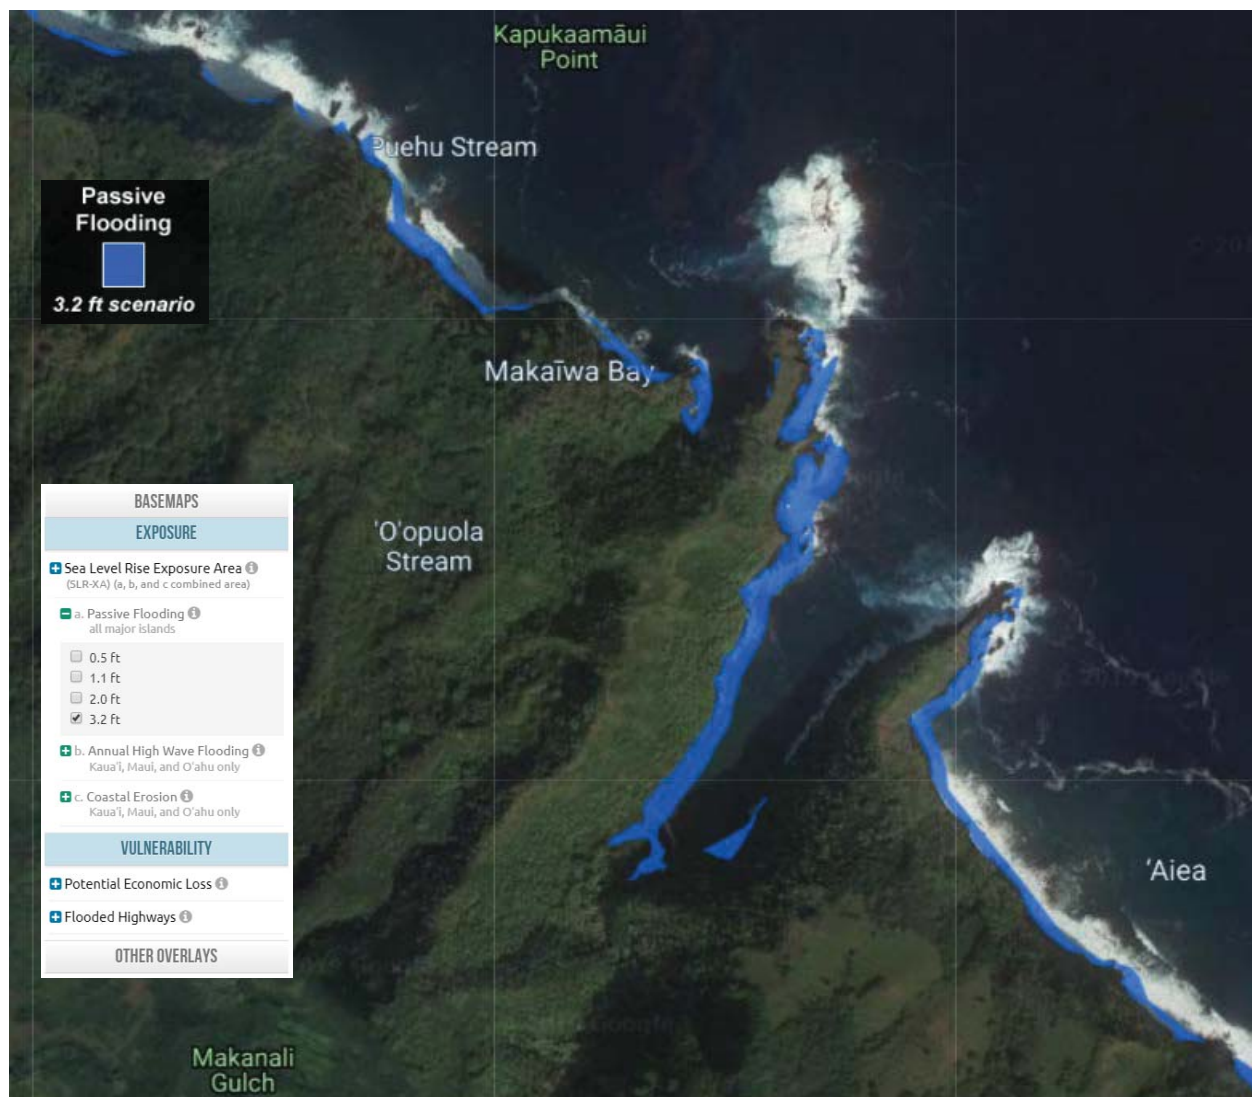 Kapukaamāui
Point
Puehu Stream
Passive
Flooding
3.2 ft scenario
Makaīwa Bay
'O'opuola
Stream
BASEMAPS
EXPOSURE
Sea Level Rise Exposure Area
(SLR-XA) (a, b, and c combined area)
a. Passive Flooding
all major islands
0.5 ft
1.1 ft
2.0 ft
3.2 ft
b. Annual High Wave Flooding
Kaua'i, Maui, and O'ahu only
c. Coastal Erosion
Kaua'i, Maui, and O'ahu only
VULNERABILITY
Potential Economic Loss
Flooded Highways
OTHER OVERLAYS
'Aiea
Makanali
Gulch